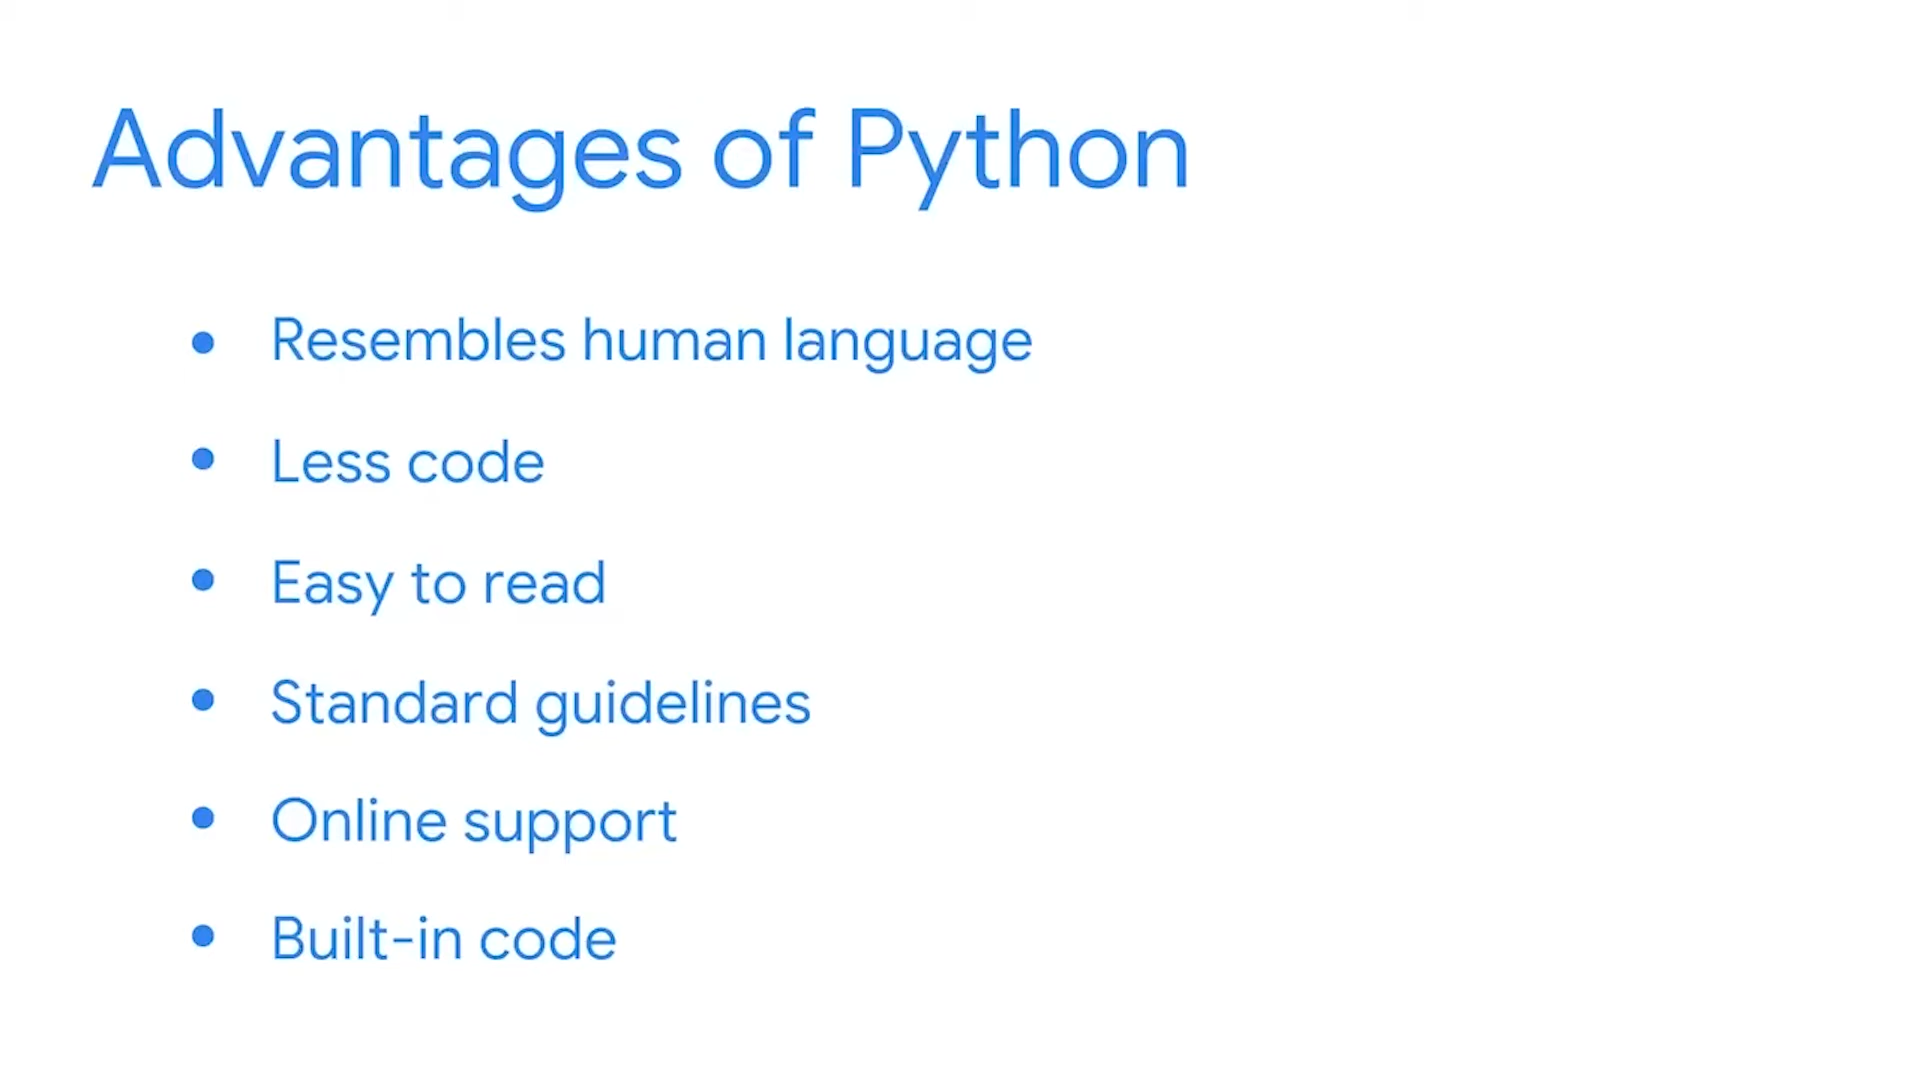 Advantages of Python
• Resembles human language
• Less code
• Easy to read
• Standard guidelines
• Online support
• Built-in code